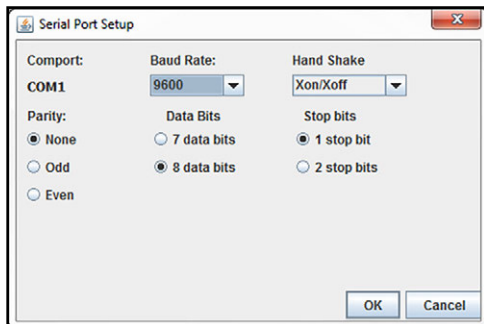 Serial Port Setup
Comport: Baud Rate: Hand Shake
COM1 9600 Xon/Xoff
Parity: Data Bits Stop bits
None 7 data bits 1 stop bit
Odd 8 data bits 2 stop bits
Even
OK Cancel